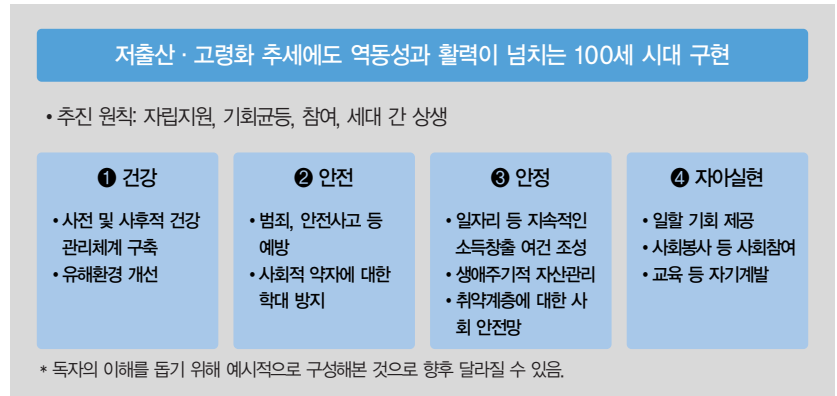 저출산 · 고령화 추세에도 역동성과 활력이 넘치는 100세 시대 구현
• 추진 원칙: 자립지원, 기회균등, 참여, 세대 간 상생
❶ 건강
• 사전 및 사후적 건강
관리체계 구축
• 유해환경 개선
❷ 안전
• 범죄, 안전사고 등
예방
• 사회적 약자에 대한
학대 방지
❸ 안정
• 일자리 등 지속적인
소득창출 여건 조성
• 생애주기적 자산관리
• 취약계층에 대한 사
회 안전망
❹ 자아실현
• 일할 기회 제공
• 사회봉사 등 사회참여
• 교육 등 자기계발
* 독자의 이해를 돕기 위해 예시적으로 구성해본 것으로 향후 달라질 수 있음.